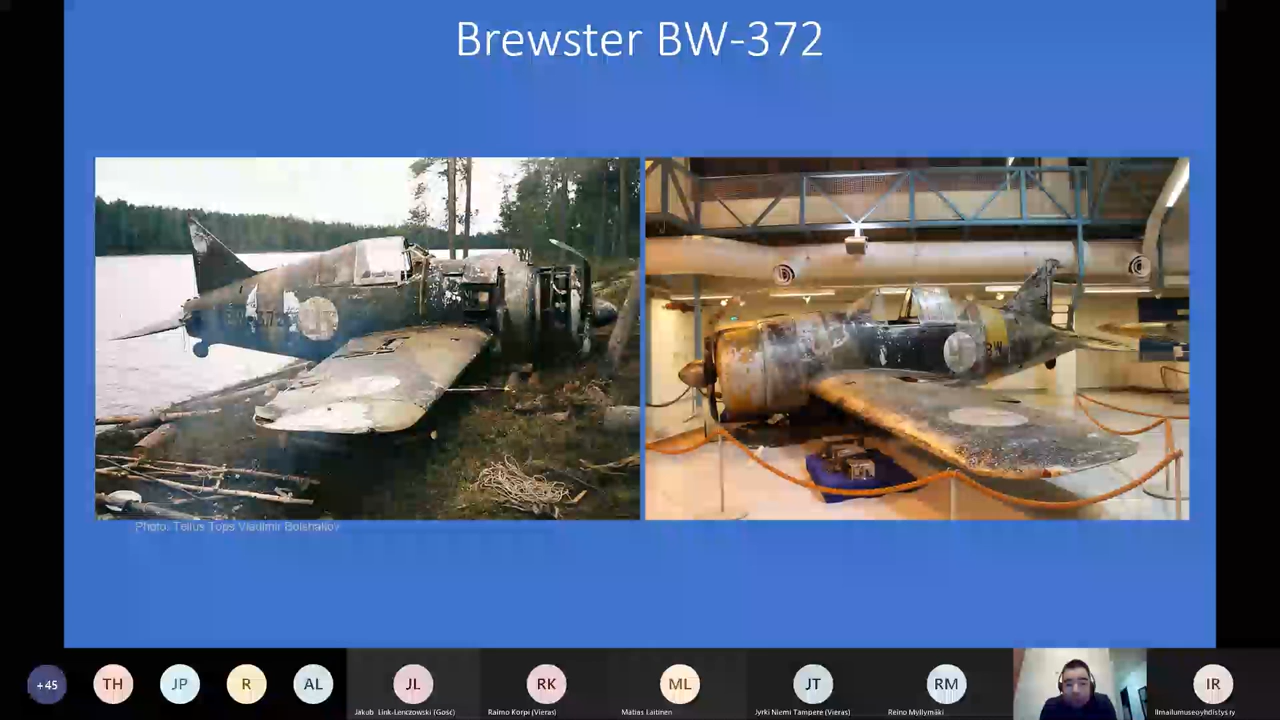 Brewster BW-372
BW
Photo: Tellus Tops Vladimir Bolshakov
+45
TH
JP
R
AL
JL
RK
ML
JT
RM
IR
Jakub Link-Lenczowski (Gość)
Raimo Korpi (Vieras)
Matias Laitinen
Jyrki Niemi Tampere (Vieras)
Reino Myllymäki
Ilmailumuseoyhdistys ry